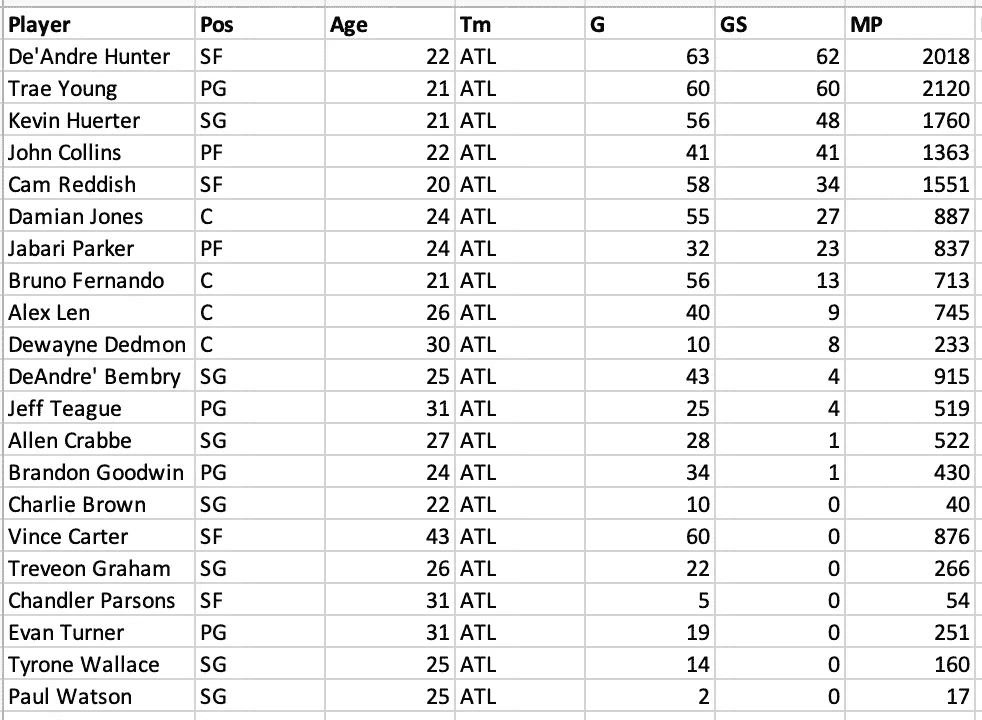 Player Pos Age Tm G GS MP
De'Andre Hunter SF 22 ATL 63 62 2018
Trae Young PG 21 ATL 60 60 2120
Kevin Huerter SG 21 ATL 56 48 1760
John Collins PF 22 ATL 41 41 1363
Cam Reddish SF 20 ATL 58 34 1551
Damian Jones C 24 ATL 55 27 887
Jabari Parker PF 24 ATL 32 23 837
Bruno Fernando C 21 ATL 56 13 713
Alex Len C 26 ATL 40 9 745
Dewayne Dedmon C 30 ATL 10 8 233
DeAndre' Bembry SG 25 ATL 43 4 915
Jeff Teague PG 31 ATL 25 4 519
Allen Crabbe SG 27 ATL 28 1 522
Brandon Goodwin PG 24 ATL 34 1 430
Charlie Brown SG 22 ATL 10 0 40
Vince Carter SF 43 ATL 60 0 876
Treveon Graham SG 26 ATL 22 0 266
Chandler Parsons SF 31 ATL 5 0 54
Evan Turner PG 31 ATL 19 0 251
Tyrone Wallace SG 25 ATL 14 0 160
Paul Watson SG 25 ATL 2 0 17